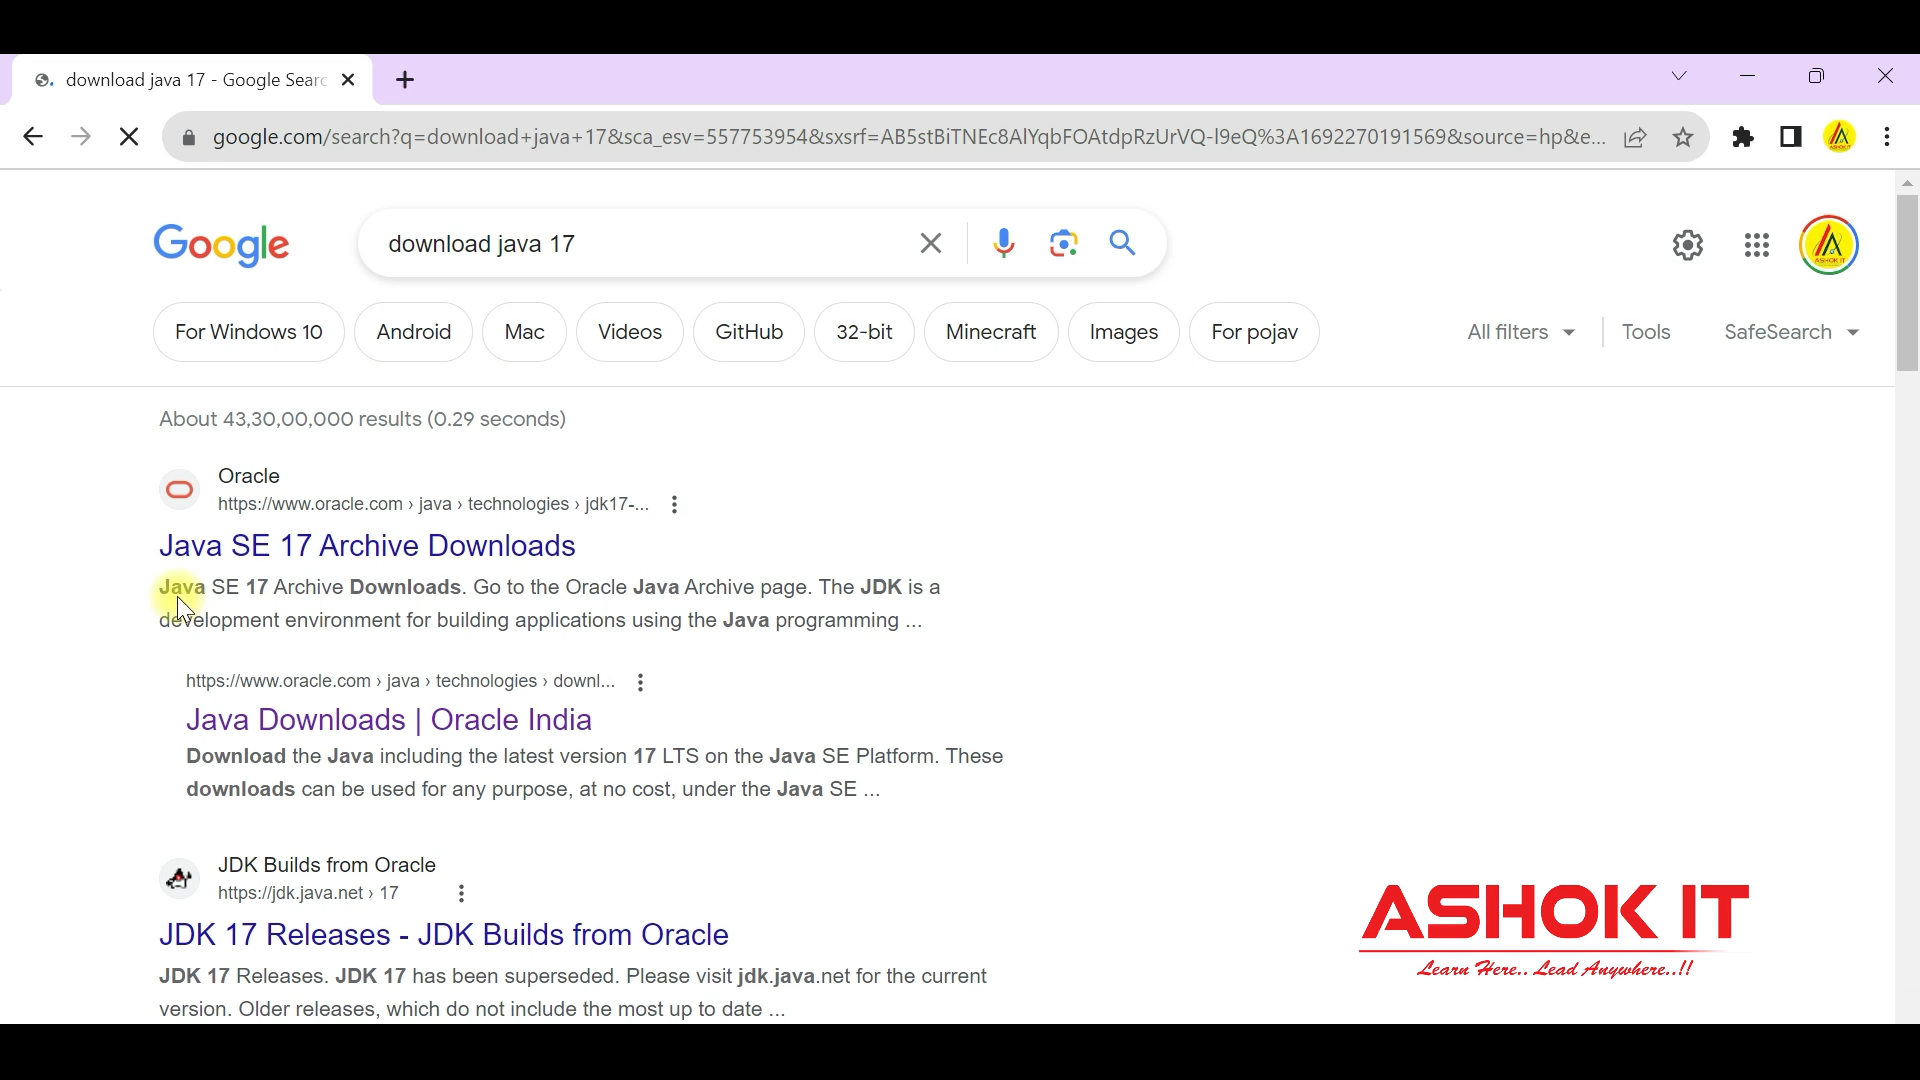 download java 17 - Google Searc
google.com/search?q=download+java+17&sca_esv=557753954&sxsrf=AB5stBiTNEc8AlYqbFOAtdpRzUrVQ-l9eQ%3A1692270191569&source=hp&e...
Google
download java 17
ASHOK IT
For Windows 10
Android
Mac
Videos
GitHub
32-bit
Minecraft
Images
For pojav
All filters
Tools
SafeSearch
About 43,30,00,000 results (0.29 seconds)
Oracle
https://www.oracle.com › java › technologies › jdk17-...
Java SE 17 Archive Downloads
Java SE 17 Archive Downloads. Go to the Oracle Java Archive page. The JDK is a
development environment for building applications using the Java programming ...
https://www.oracle.com › java › technologies › downl...
Java Downloads | Oracle India
Download the Java including the latest version 17 LTS on the Java SE Platform. These
downloads can be used for any purpose, at no cost, under the Java SE ...
JDK Builds from Oracle
https://jdk.java.net › 17
JDK 17 Releases - JDK Builds from Oracle
JDK 17 Releases. JDK 17 has been superseded. Please visit jdk.java.net for the current
version. Older releases, which do not include the most up to date ...
ASHOK IT
Learn Here.. Lead Anywhere..!!